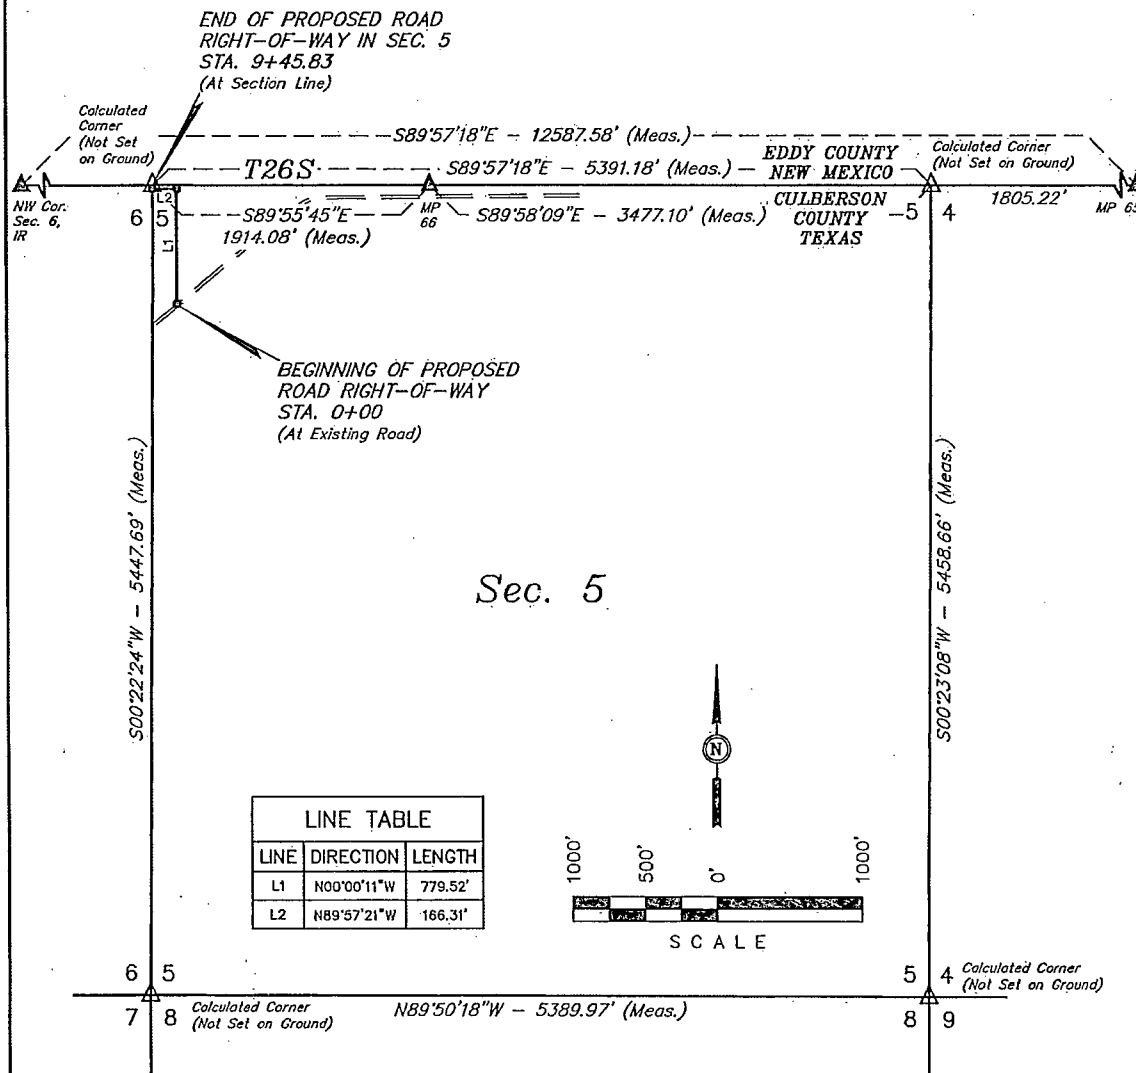 END OF PROPOSED ROAD
RIGHT-OF-WAY IN SEC. 5
STA. 9+45.83
(At Section Line)
Calculated
Corner
(Not Set
on Ground)
S89°57'18"E - 12587.58' (Meas.)
T26S
S89°57'18"E - 5391.18' (Meas.)
EDDY COUNTY
NEW MEXICO
Calculated Corner
(Not Set on Ground)
NW Cor.
Sec. 6,
IR
6 5
L2
L1
S89°55'45"E
1914.08' (Meas.)
MP
66
S89°58'09"E - 3477.10' (Meas.)
CULBERSON
COUNTY
TEXAS
5 4
1805.22'
MP 65
BEGINNING OF PROPOSED
ROAD RIGHT-OF-WAY
STA. 0+00
(At Existing Road)
S00°22'24"W - 5447.69' (Meas.)
S00°23'08"W - 5458.66' (Meas.)
Sec. 5
N
LINE TABLE
LINE DIRECTION LENGTH
L1 N00°00'11"W 779.52'
L2 N89°57'21"W 166.31'
1000' 500' 0' 1000'
SCALE
6 5
7 8
Calculated Corner
(Not Set on Ground)
N89°50'18"W - 5389.97' (Meas.)
5 4
8 9
Calculated Corner
(Not Set on Ground)